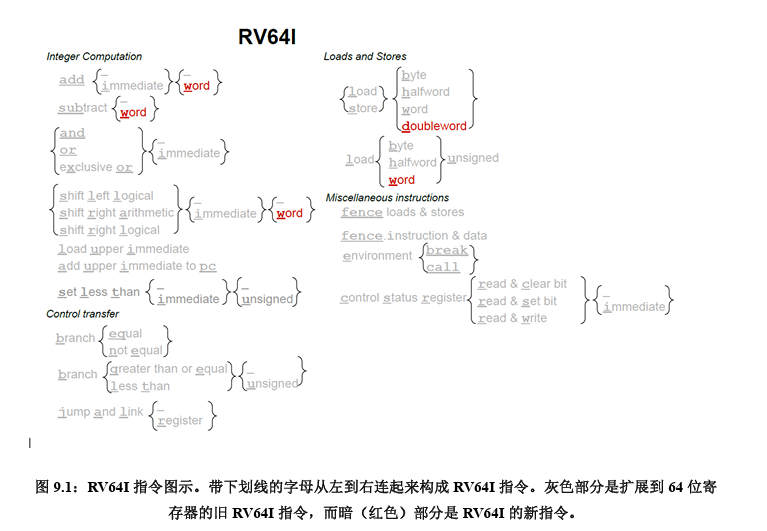 RV64I
Integer Computation
add { _ immediate } { _ word }
subtract { _ word }
{ and or exclusive or } { _ immediate }
{ shift left logical shift right arithmetic shift right logical } { _ immediate } { _ word }
load upper immediate
add upper immediate to pc
set less than { _ immediate } { _ unsigned }
Control transfer
branch { equal not equal }
branch { greater than or equal less than } { _ unsigned }
jump and link { _ register }
Loads and Stores
{ load store } { byte halfword word doubleword }
load { byte halfword word } unsigned
Miscellaneous instructions
fence loads & stores
fence.instruction & data
environment { break call }
control status register { read & clear bit read & set bit read & write } { _ immediate }
图 9.1：RV64I 指令图示。带下划线的字母从左到右连起来构成 RV64I 指令。灰色部分是扩展到 64 位寄
存器的旧 RV64I 指令，而暗（红色）部分是 RV64I 的新指令。